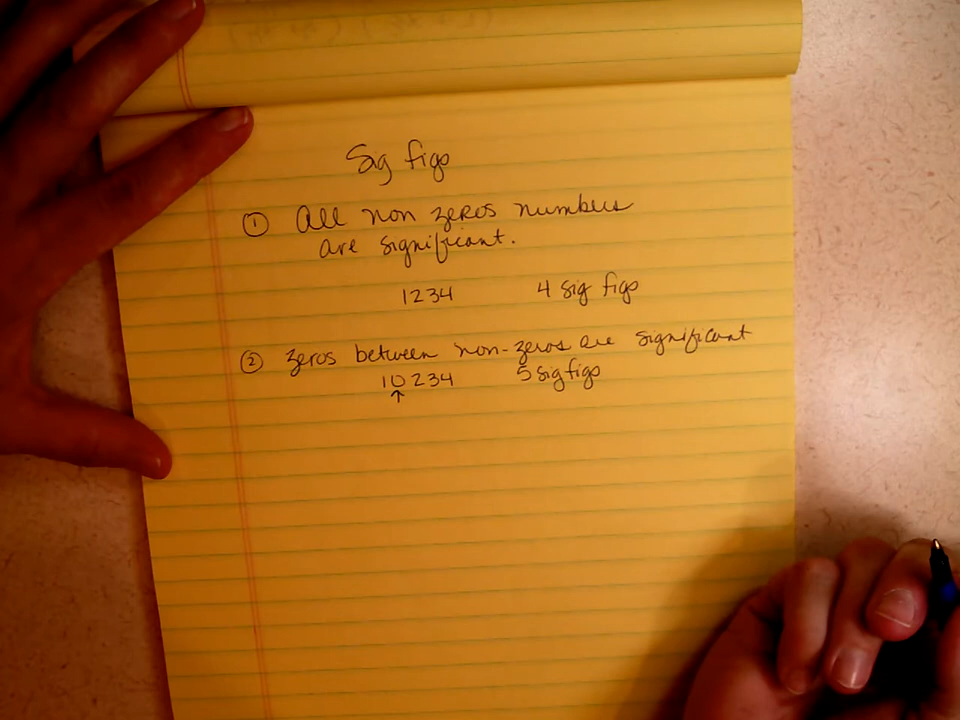 Sig figs
① All non zeros numbers
are significant.
1234 4 sig figs
② zeros between non-zeros are significant
10234 5 sig figs
↑